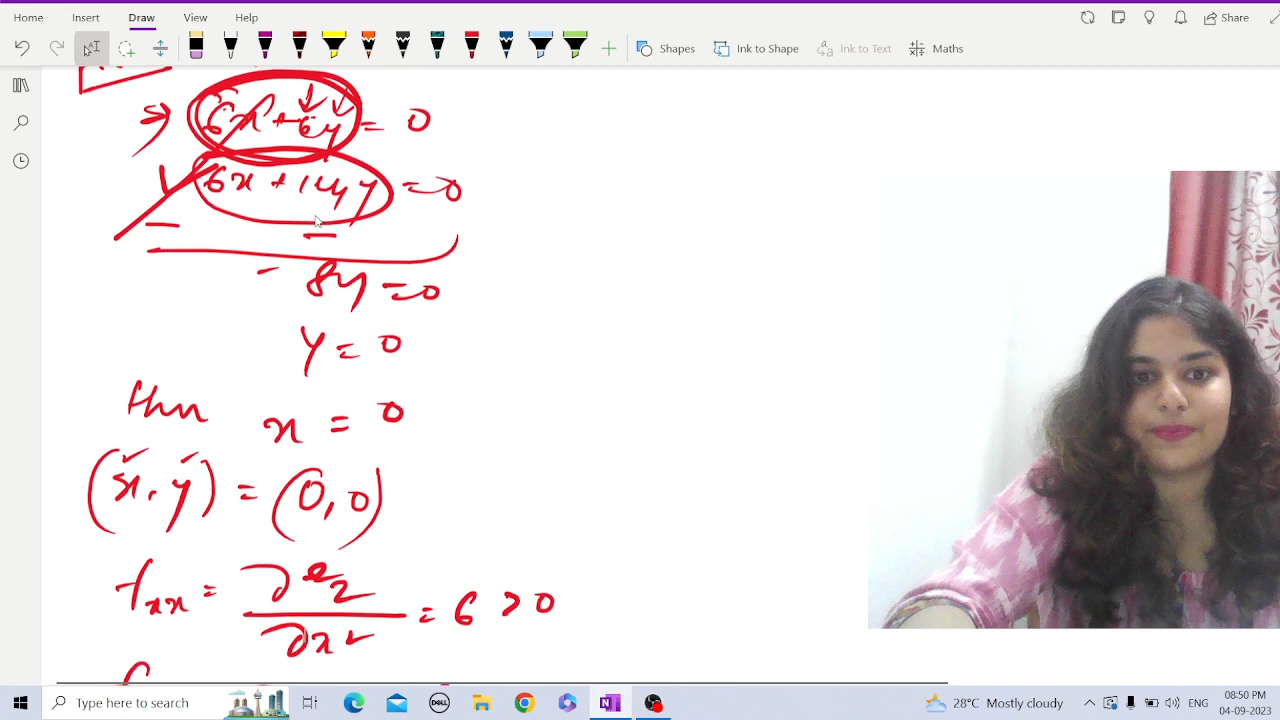 Home Insert Draw View Help Share
Shapes Ink to Shape Ink to Text Maths
⇒ 6x + 6y = 0
6x + 14y = 0
− −
− 8y = 0
y = 0
then x = 0
(x, y) = (0, 0)
fxx = ∂²z / ∂x² = 6 > 0
Type here to search
DELL
28°C Mostly cloudy
08:50 PM
04-09-2023